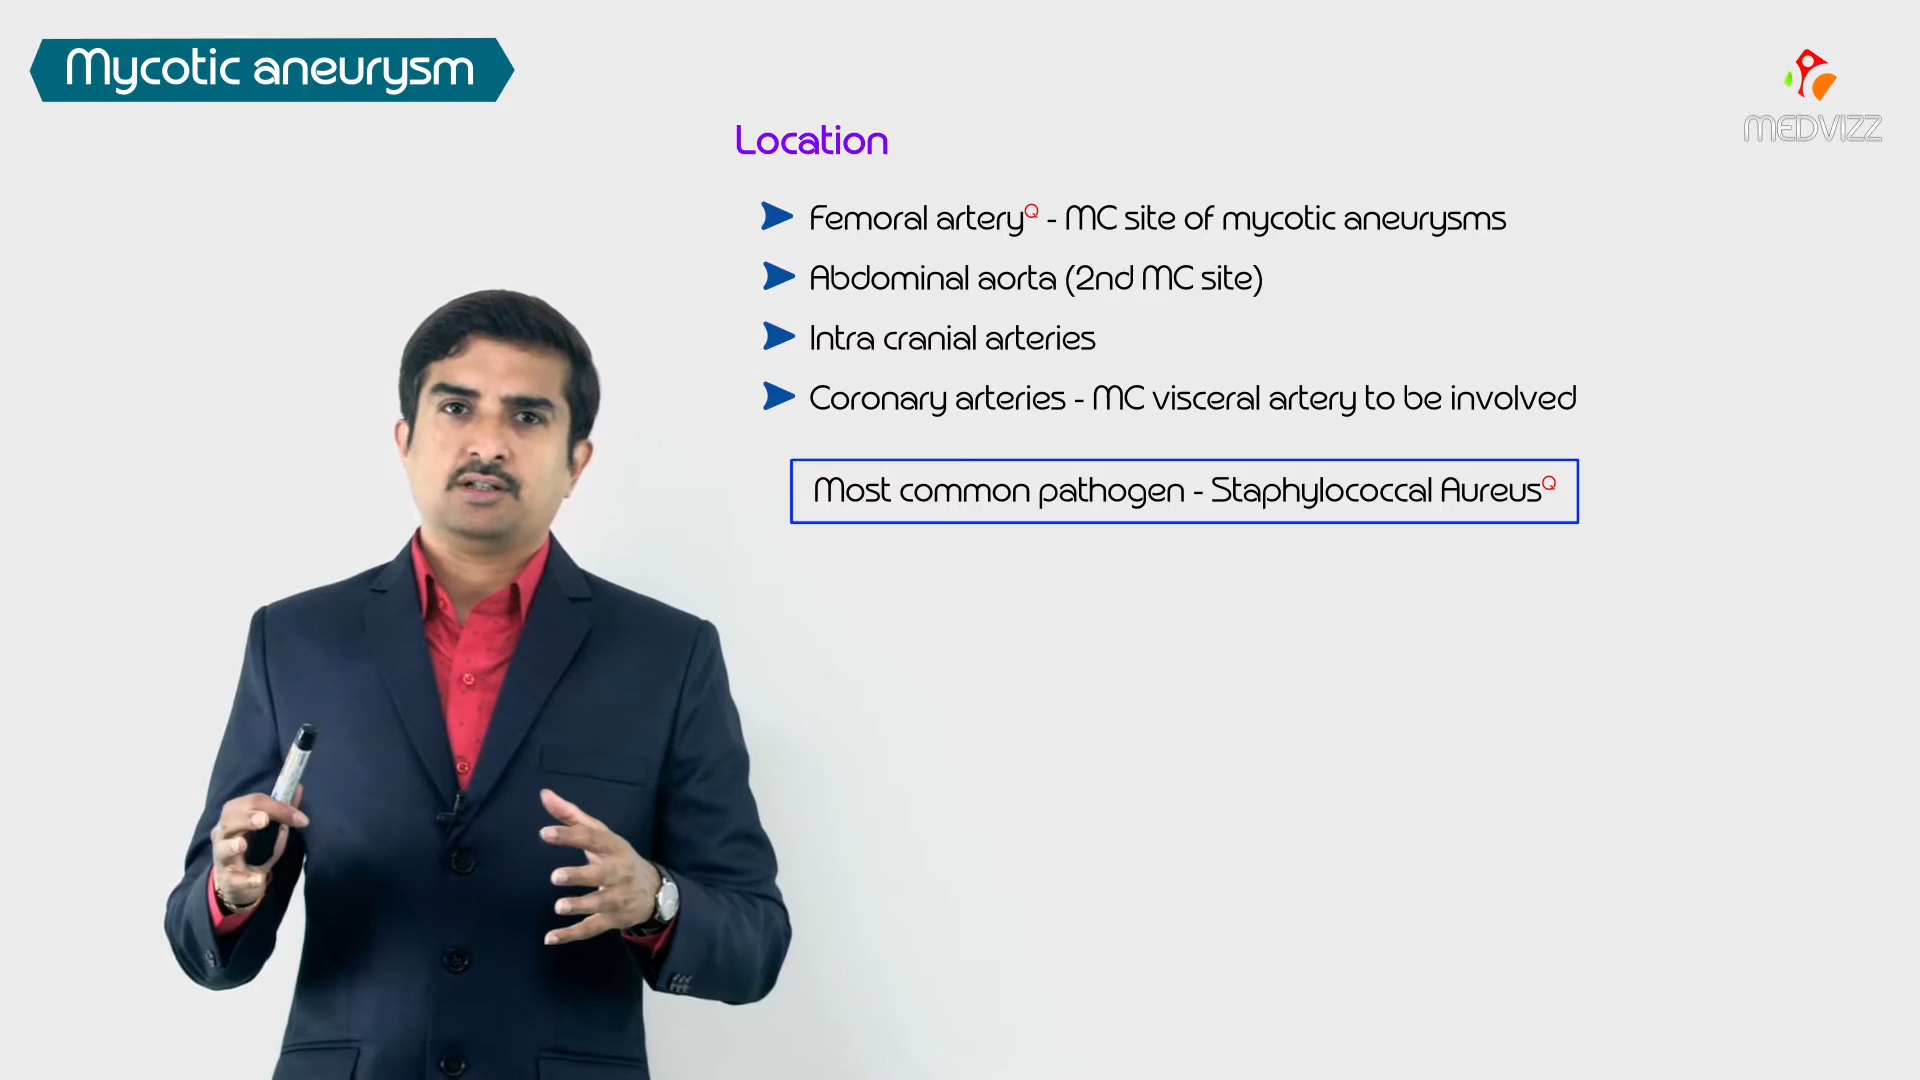 Mycotic aneurysm
MEDVIZZ
Location
Femoral artery^Q - MC site of mycotic aneurysms
Abdominal aorta (2nd MC site)
Intra cranial arteries
Coronary arteries - MC visceral artery to be involved
Most common pathogen - Staphylococcal Aureus^Q